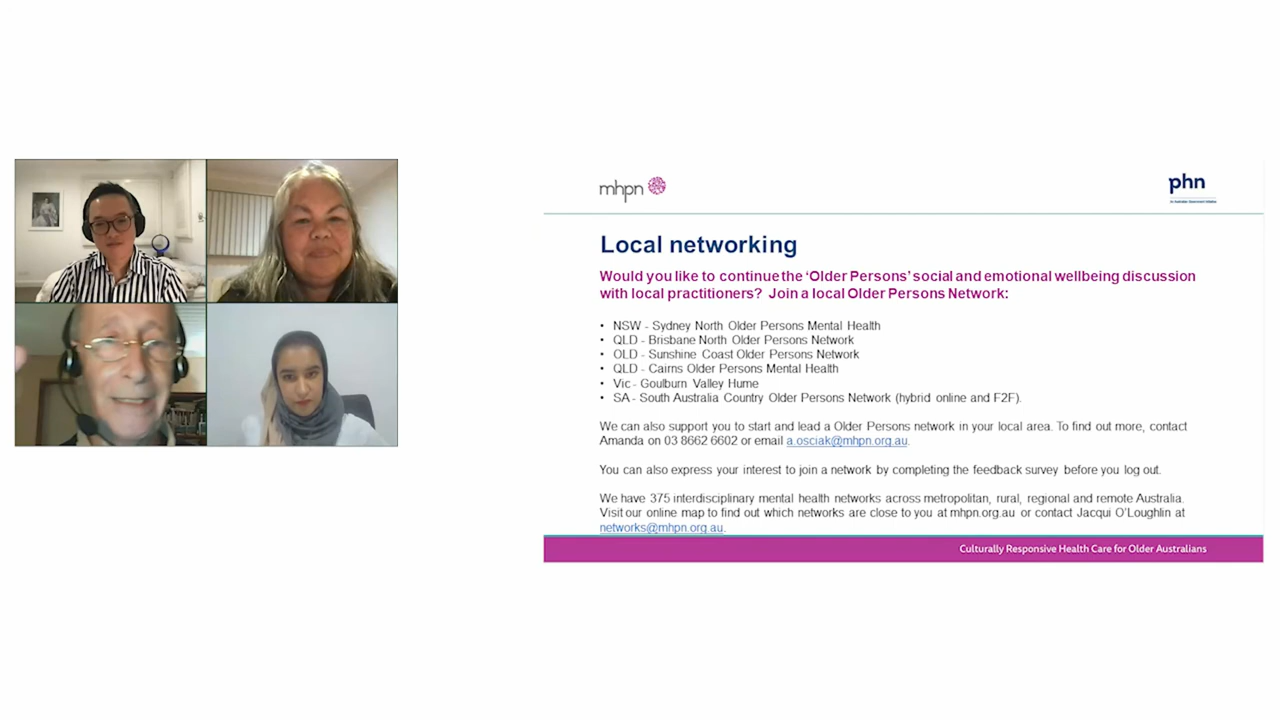 mhpn
phn
An Australian Government Initiative
Local networking
Would you like to continue the ‘Older Persons’ social and emotional wellbeing discussion
with local practitioners? Join a local Older Persons Network:
• NSW - Sydney North Older Persons Mental Health
• QLD - Brisbane North Older Persons Network
• OLD - Sunshine Coast Older Persons Network
• QLD - Cairns Older Persons Mental Health
• Vic - Goulburn Valley Hume
• SA - South Australia Country Older Persons Network (hybrid online and F2F).
We can also support you to start and lead a Older Persons network in your local area. To find out more, contact
Amanda on 03 8662 6602 or email a.osciak@mhpn.org.au.
You can also express your interest to join a network by completing the feedback survey before you log out.
We have 375 interdisciplinary mental health networks across metropolitan, rural, regional and remote Australia.
Visit our online map to find out which networks are close to you at mhpn.org.au or contact Jacqui O’Loughlin at
networks@mhpn.org.au.
Culturally Responsive Health Care for Older Australians